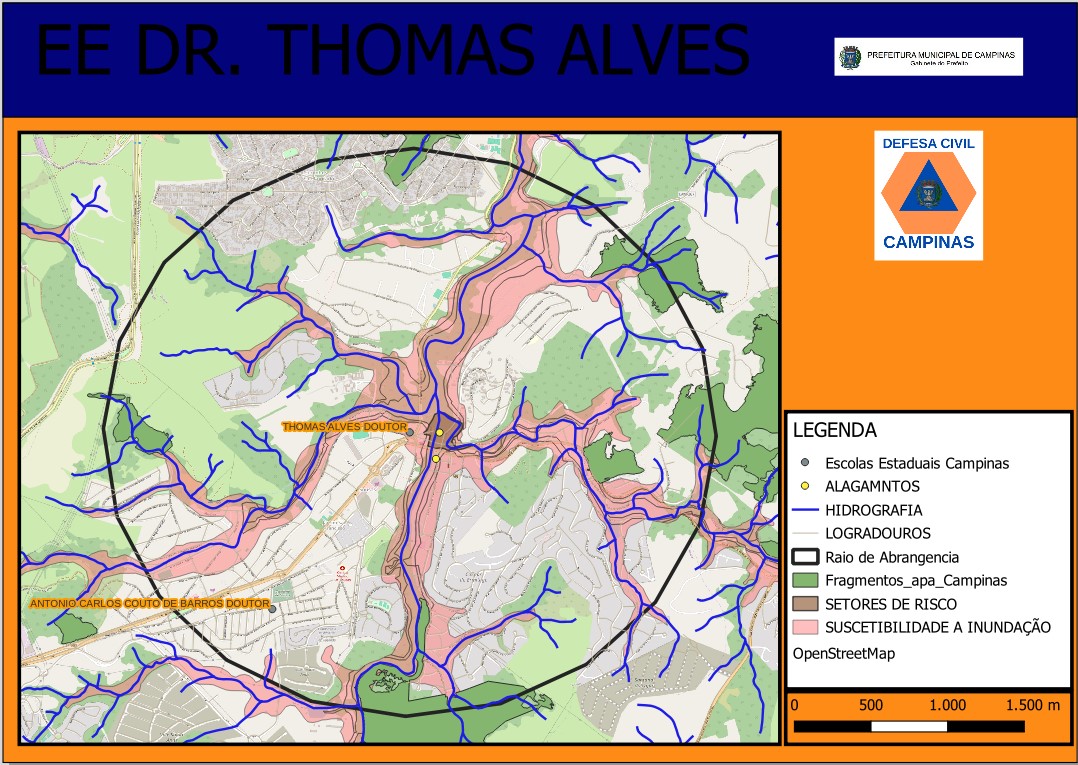 EE DR. THOMAS ALVES
PREFEITURA MUNICIPAL DE CAMPINAS
Gabinete do Prefeito
DEFESA CIVIL
CAMPINAS
THOMAS ALVES DOUTOR
ANTONIO CARLOS COUTO DE BARROS DOUTOR
LEGENDA
Escolas Estaduais Campinas
ALAGAMNTOS
HIDROGRAFIA
LOGRADOUROS
Raio de Abrangencia
Fragmentos_apa_Campinas
SETORES DE RISCO
SUSCETIBILIDADE A INUNDAÇÃO
OpenStreetMap
0 500 1.000 1.500 m